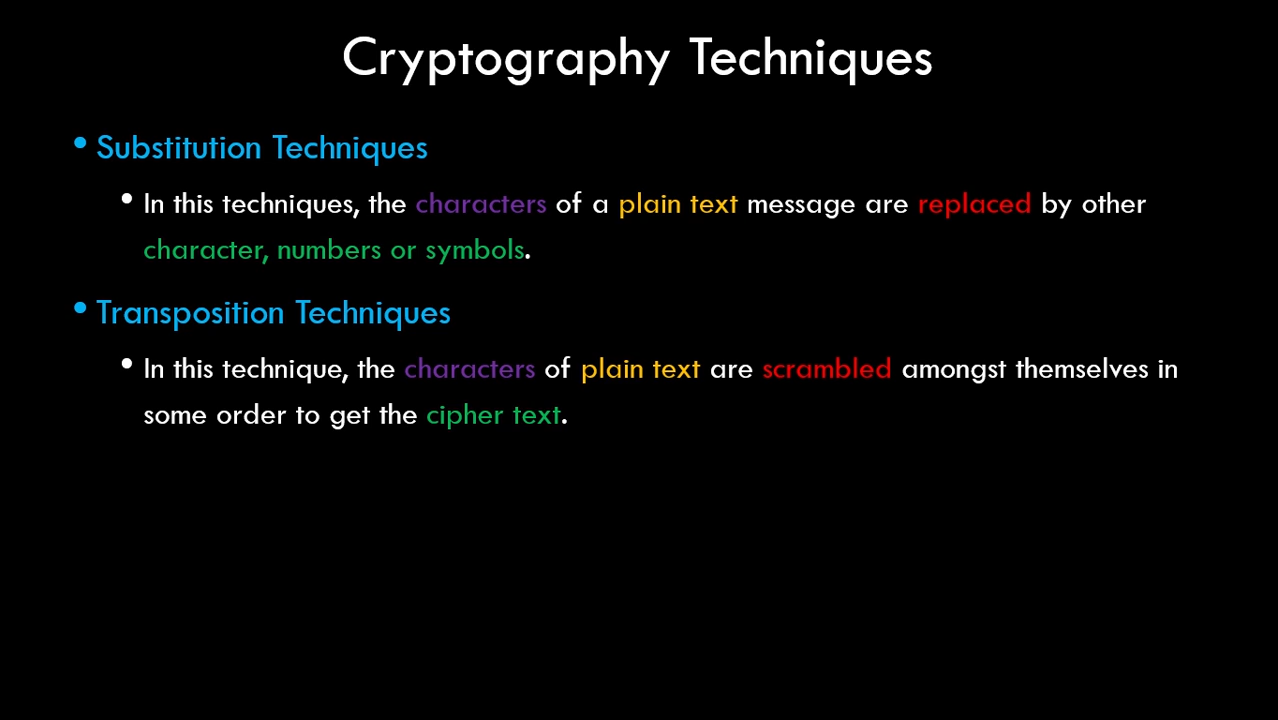 Cryptography Techniques
• Substitution Techniques
• In this techniques, the characters of a plain text message are replaced by other
character, numbers or symbols.
• Transposition Techniques
• In this technique, the characters of plain text are scrambled amongst themselves in
some order to get the cipher text.